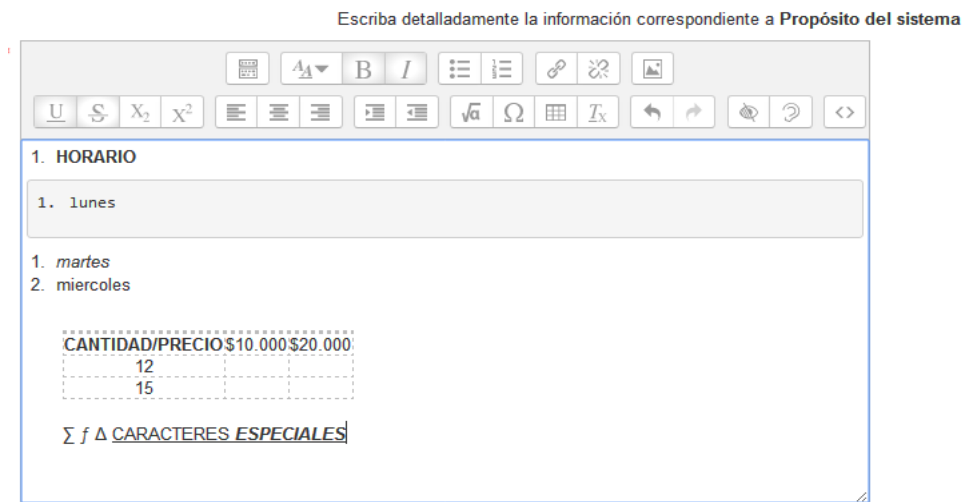 Escriba detalladamente la información correspondiente a Propósito del sistema
1. HORARIO
1. lunes
1. martes
2. miercoles
CANTIDAD/PRECIO $10.000 $20.000
12
15
∑ ƒ Δ CARACTERES ESPECIALES